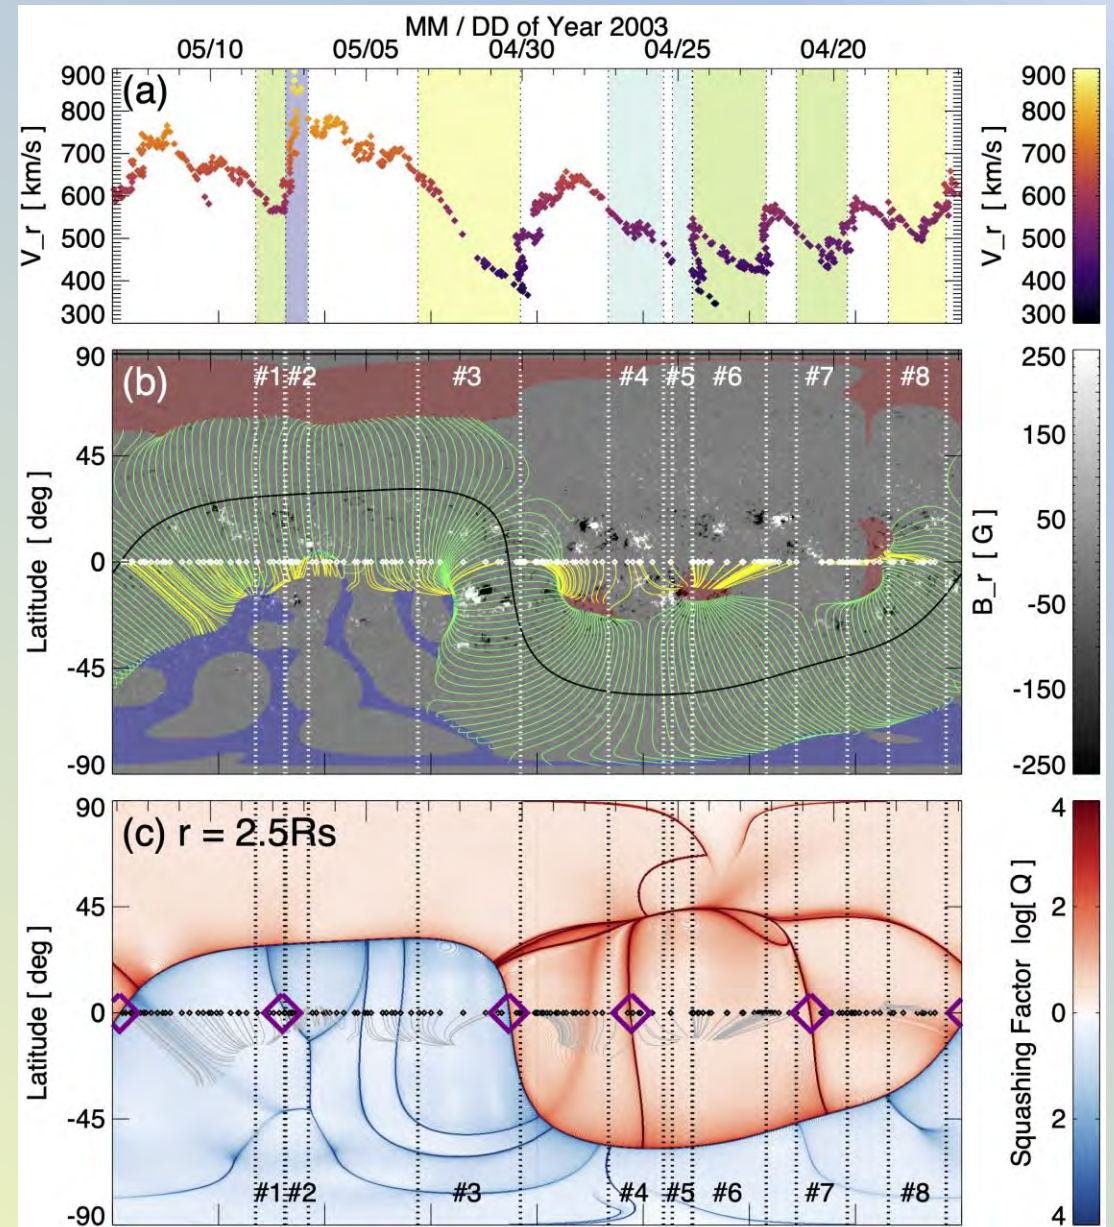 MM / DD of Year 2003
05/10 05/05 04/30 04/25 04/20
(a)
V_r [ km/s ]
900
800
700
600
500
400
300
V_r [ km/s ]
900
800
700
600
500
400
300
(b)
#1 #2 #3 #4 #5 #6 #7 #8
Latitude [ deg ]
90
45
0
-45
-90
B_r [ G ]
250
150
50
-50
-150
-250
(c) r = 2.5Rs
Latitude [ deg ]
90
45
0
-45
-90
#1 #2 #3 #4 #5 #6 #7 #8
Squashing Factor log[ Q ]
4
2
0
2
4